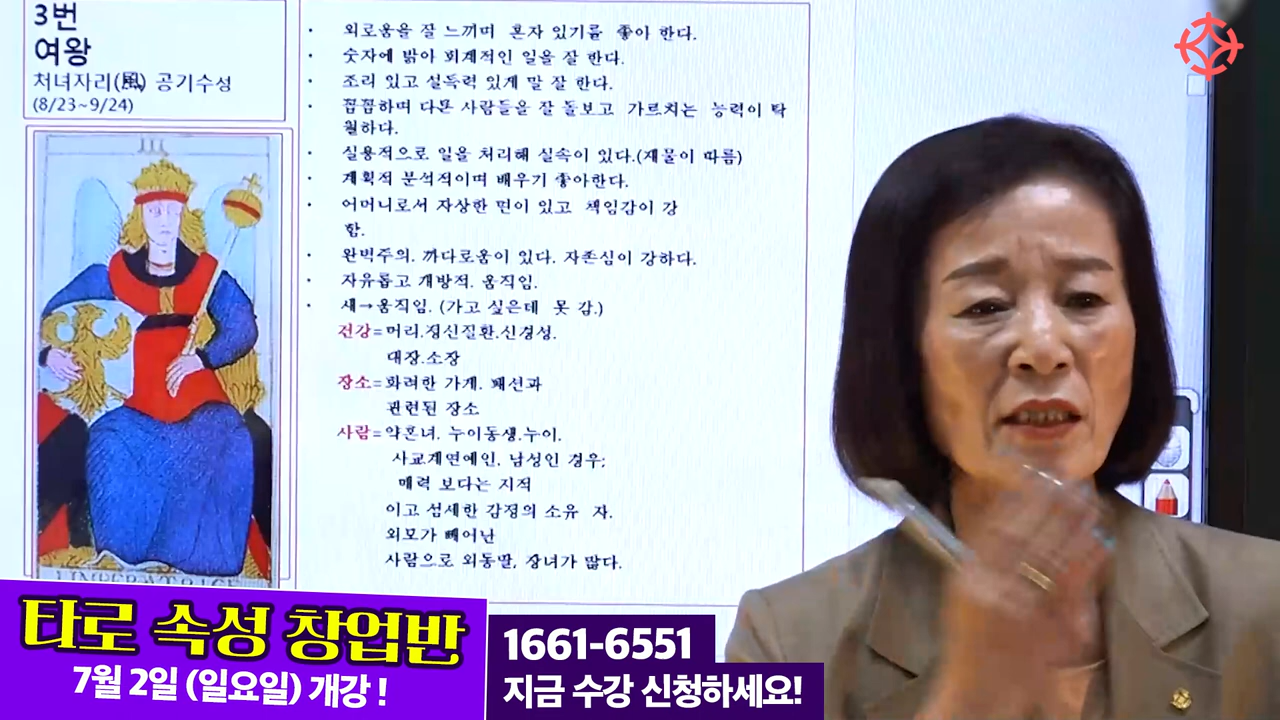 3번
여왕
처녀자리(風) 공기수성
(8/23~9/24)
III
• 외로움을 잘 느끼며 혼자 있기를 좋아 한다.
• 숫자에 밝아 회계적인 일을 잘 한다.
• 조리 있고 설득력 있게 말 잘 한다.
• 꼼꼼하며 다른 사람들을 잘 돌보고 가르치는 능력이 탁
월하다.
• 실용적으로 일을 처리해 실속이 있다.(재물이 따름)
• 계획적 분석적이며 배우기 좋아한다.
• 어머니로서 자상한 면이 있고 책임감이 강
함.
• 완벽주의. 까다로움이 있다. 자존심이 강하다.
• 자유롭고 개방적. 움직임.
• 새→움직임. (가고 싶은데 못 감.)
건강=머리.정신질환.신경성.
대장.소장
장소=화려한 가게. 패션과
관련된 장소
사람=약혼녀. 누이동생.누이.
사교계연예인. 남성인 경우;
매력 보다는 지적
이고 섬세한 감정의 소유 자.
외모가 빼어난
사람으로 외동딸, 장녀가 많다.
타로 속성 창업반
7월 2일 (일요일) 개강 !
1661-6551
지금 수강 신청하세요!